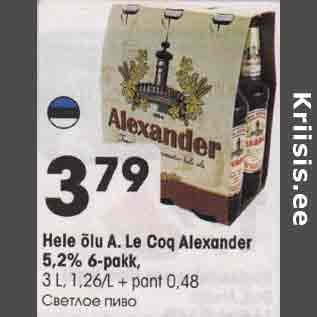 Alexander
3 79
Hele õlu A. Le Coq Alexander
5,2% 6-pakk,
3 L, 1,26/L + pant 0,48
Светлое пиво
Kriisis.ee